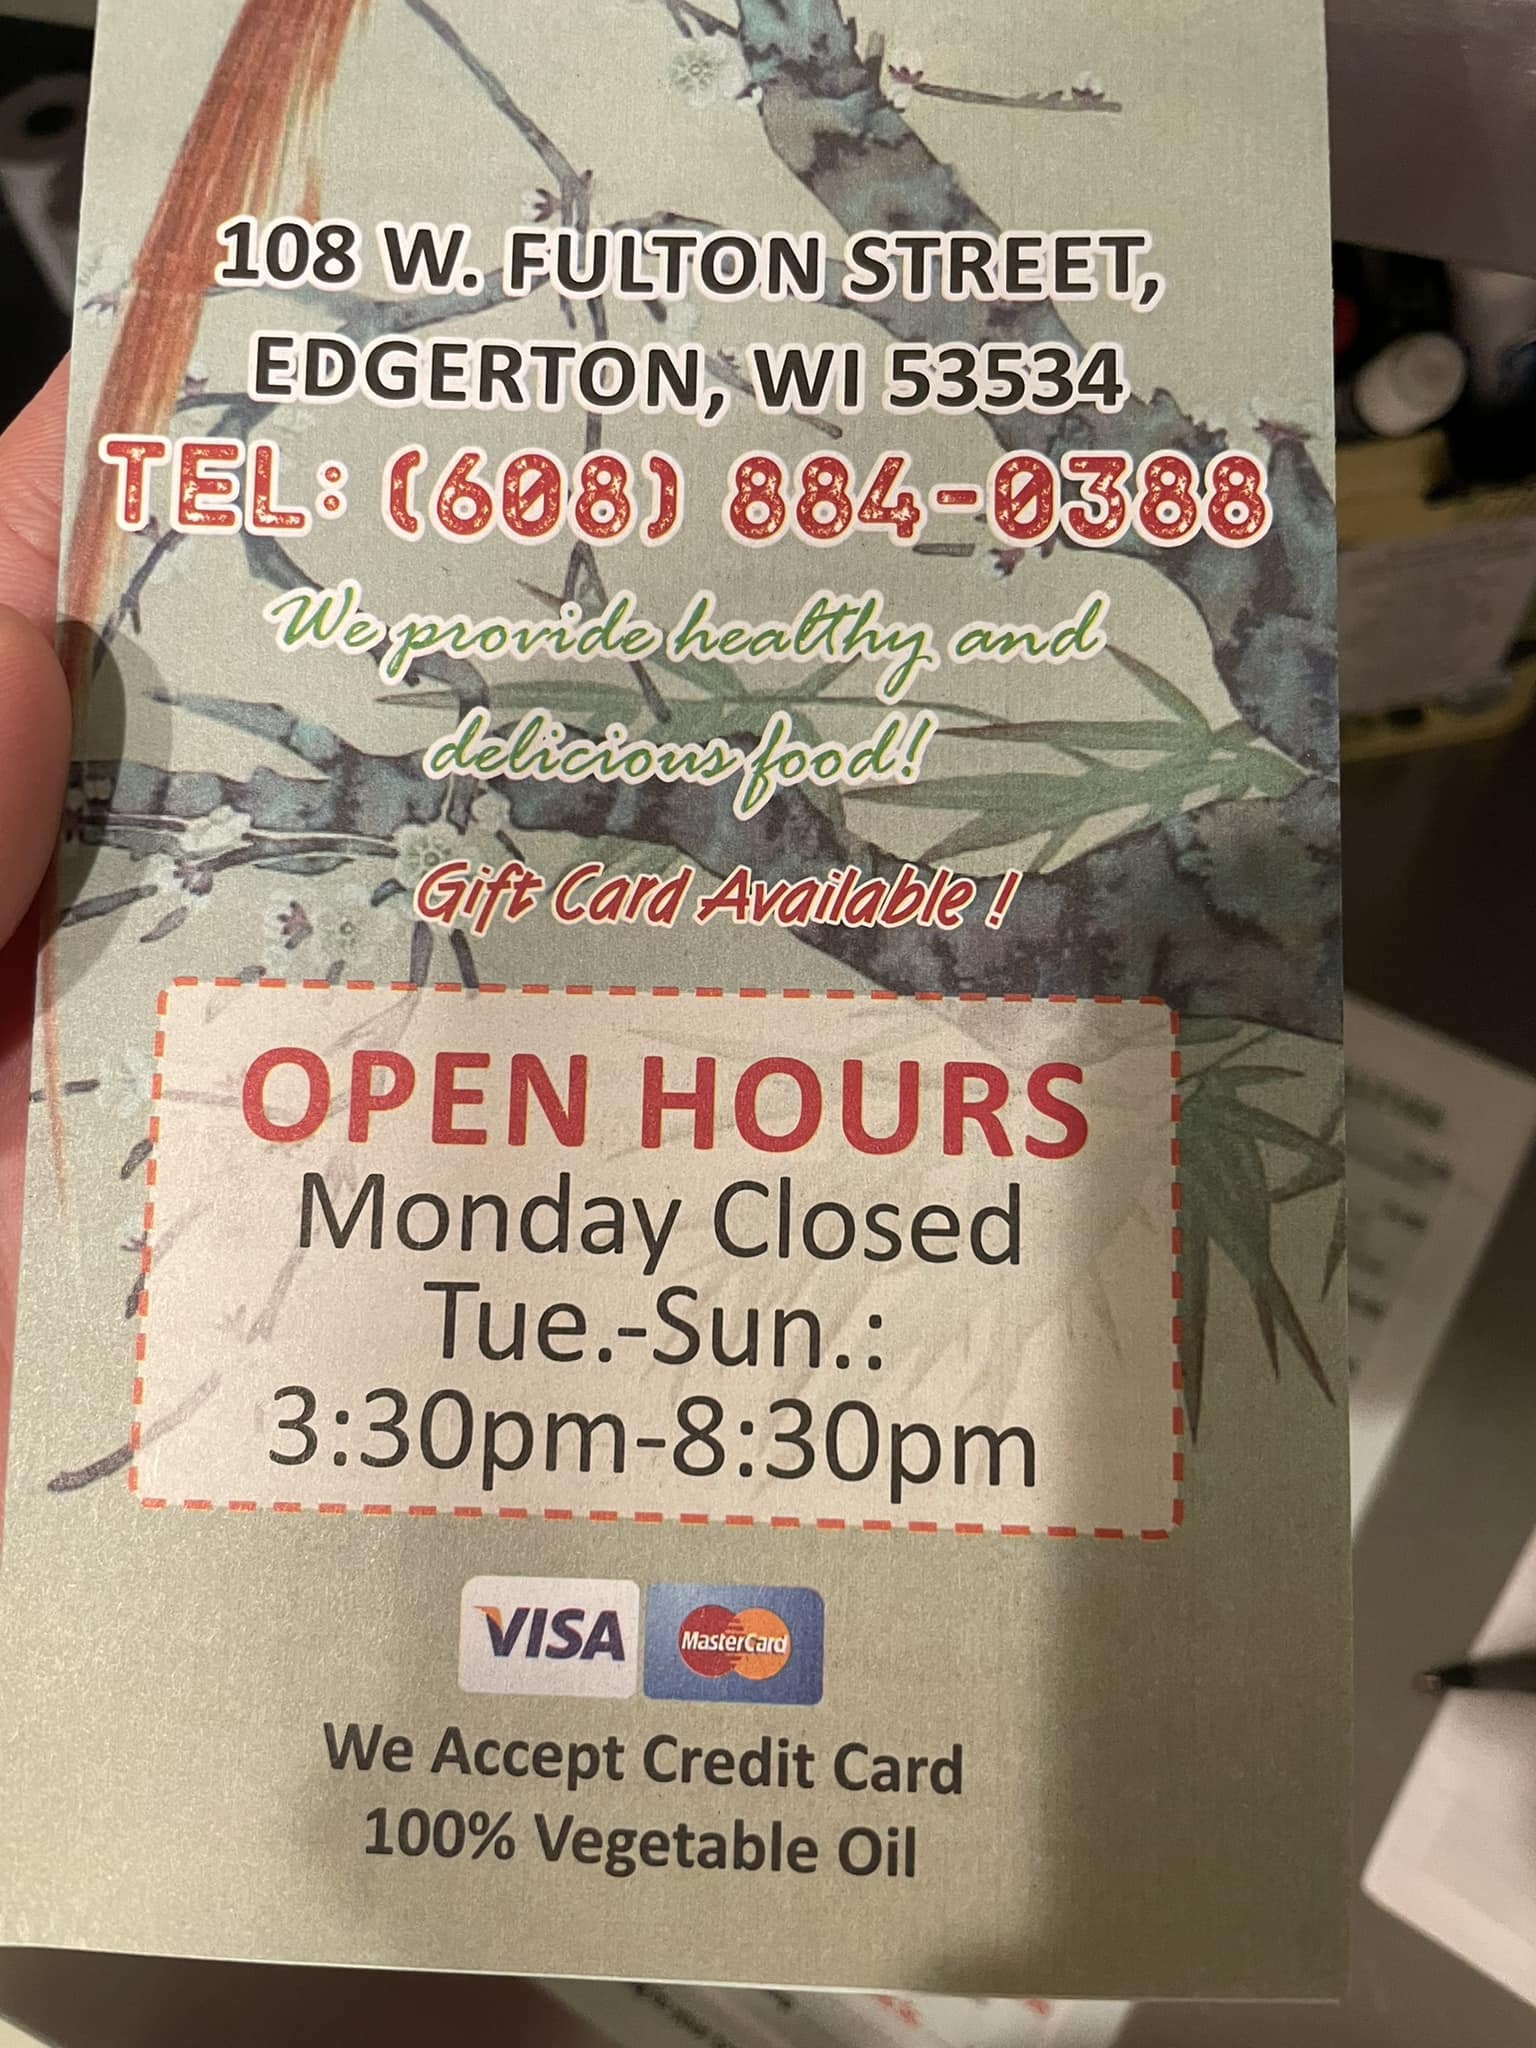 108 W. FULTON STREET,
EDGERTON, WI 53534
TEL: (608) 884-0388
We provide healthy and
delicious food!
Gift Card Available !
OPEN HOURS
Monday Closed
Tue.-Sun.:
3:30pm-8:30pm
VISA MasterCard
We Accept Credit Card
100% Vegetable Oil